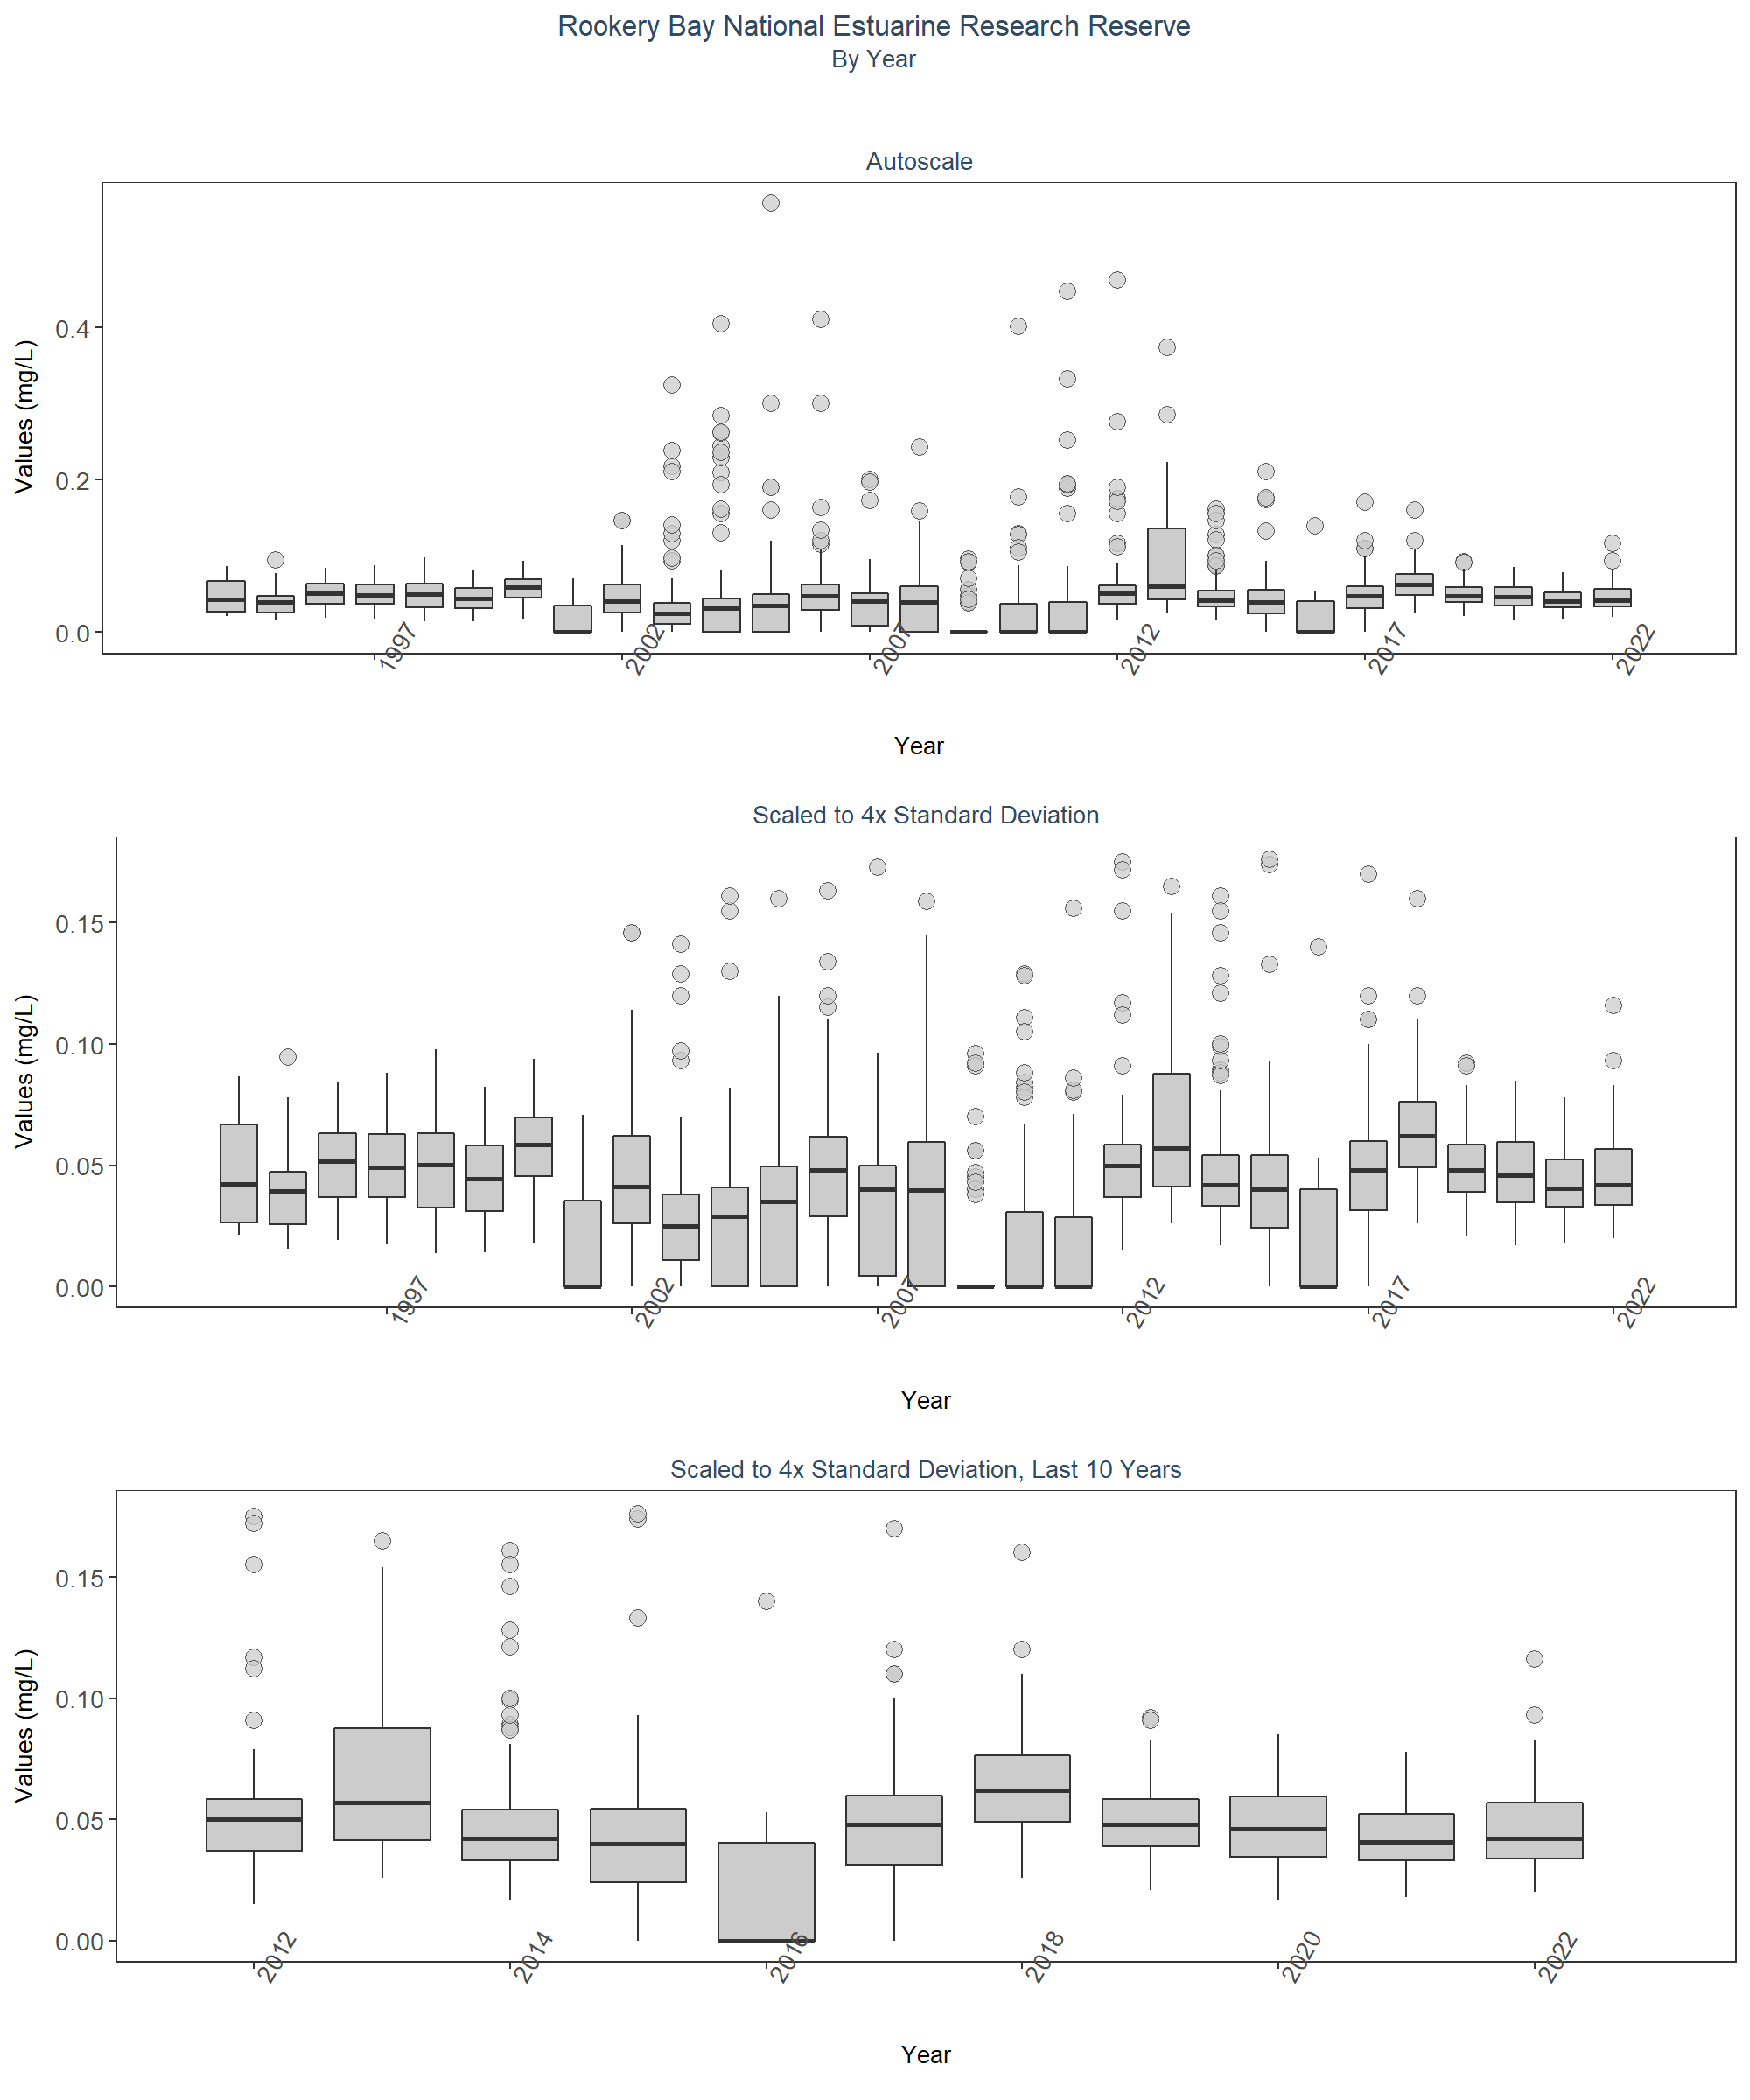 Rookery Bay National Estuarine Research Reserve
By Year
Autoscale
Values (mg/L)
0.4
0.2
0.0
1997 2002 2007 2012 2017 2022
Year
Scaled to 4x Standard Deviation
Values (mg/L)
0.15
0.10
0.05
0.00
1997 2002 2007 2012 2017 2022
Year
Scaled to 4x Standard Deviation, Last 10 Years
Values (mg/L)
0.15
0.10
0.05
0.00
2012 2014 2016 2018 2020 2022
Year